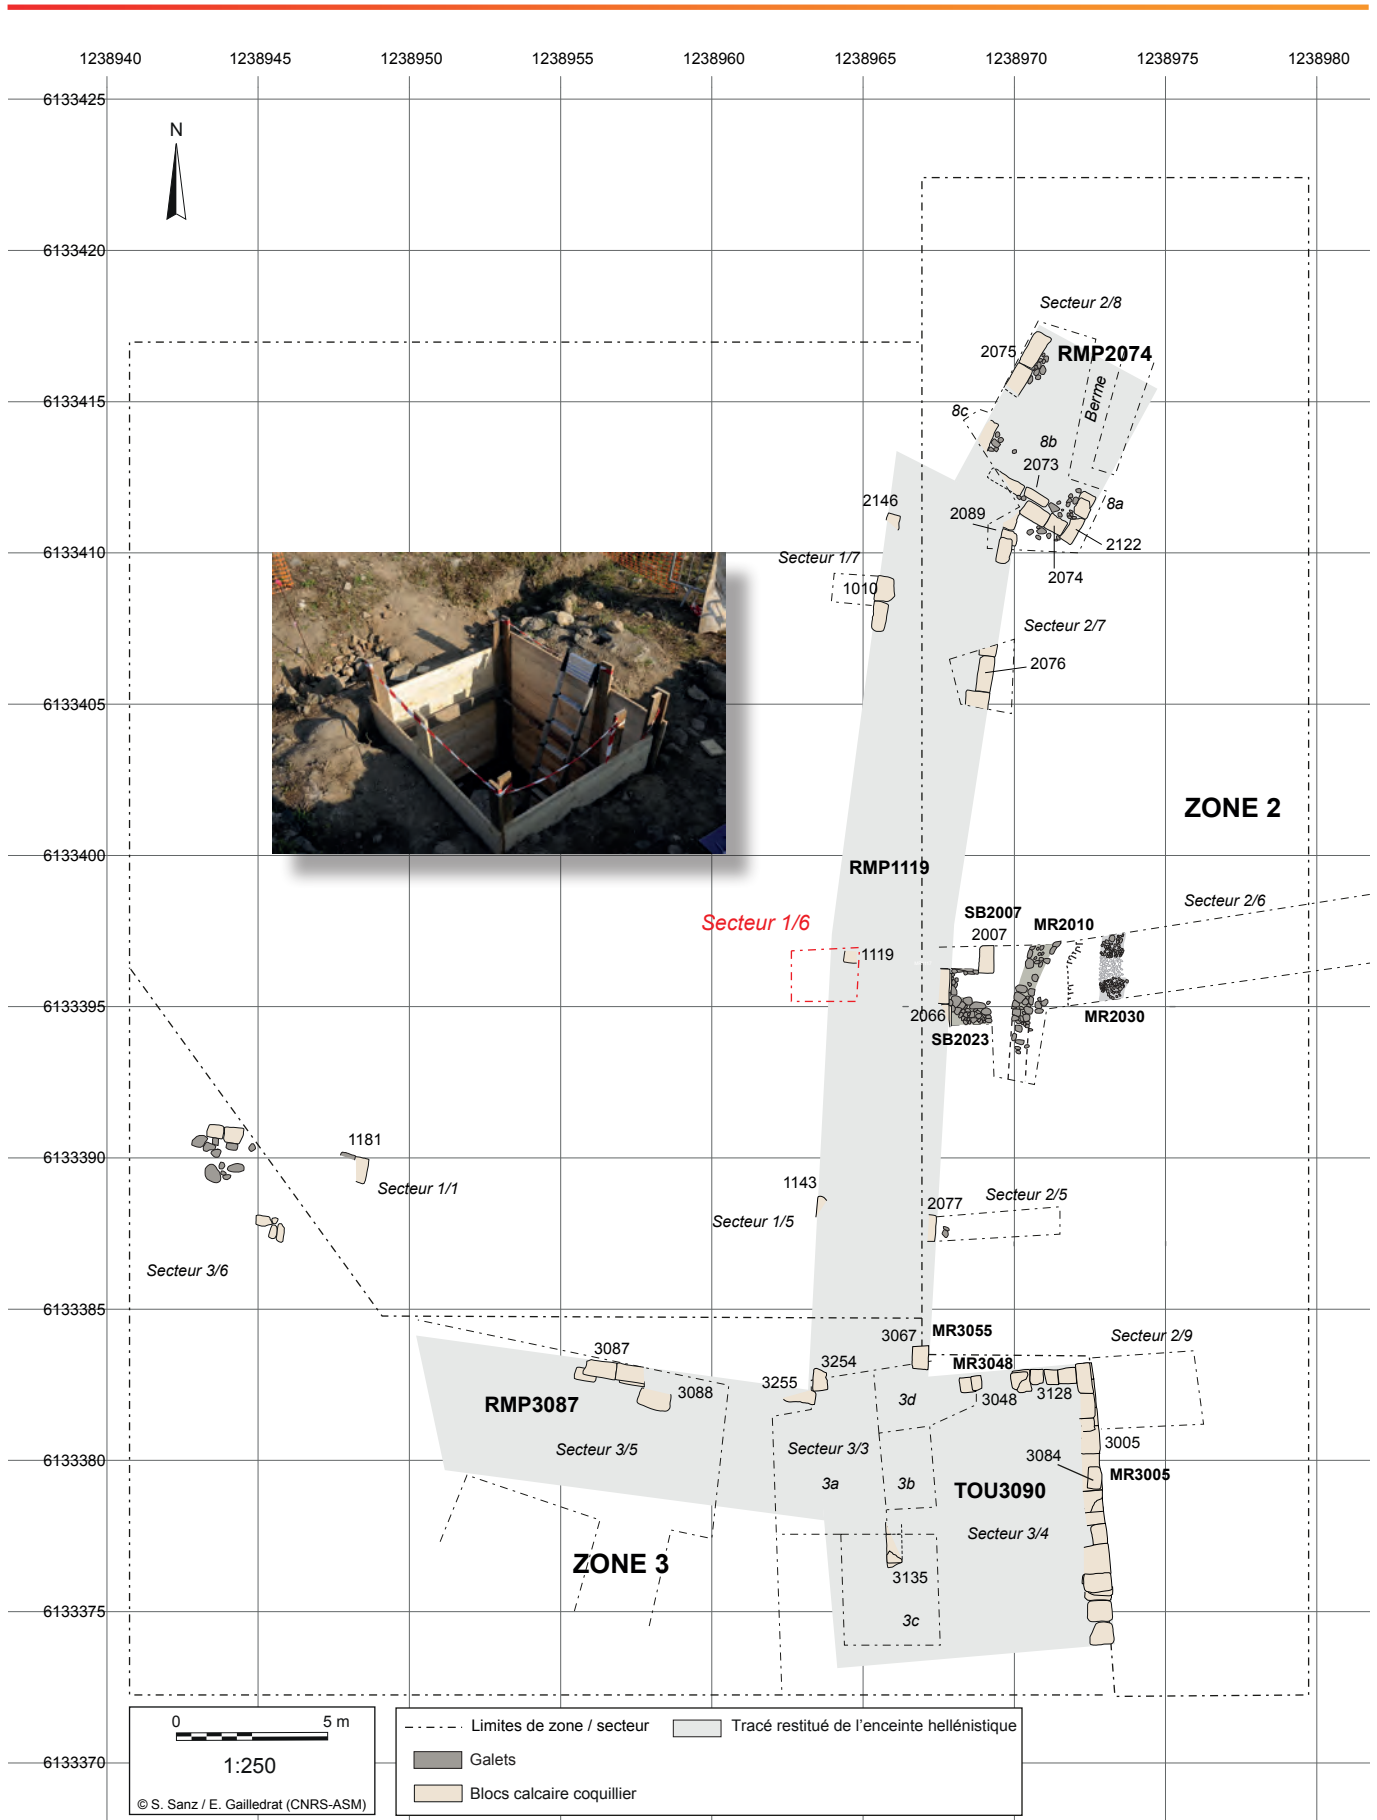 1238940 1238945 1238950 1238955 1238960 1238965 1238970 1238975 1238980
6133425
N
6133420
Secteur 2/8
2075
RMP2074
Berme
6133415
8c
8b
2073
2146
8a
2089
2122
6133410
Secteur 1/7
2074
1010
Secteur 2/7
2076
6133405
ZONE 2
6133400
RMP1119
Secteur 2/6
SB2007
Secteur 1/6
MR2010
2007
1119
6133395
2066
MR2030
SB2023
1181
6133390
Secteur 1/1
1143
Secteur 2/5
2077
Secteur 1/5
Secteur 3/6
6133385
3067
MR3055
Secteur 2/9
3087
3254
MR3048
3255
3088
3d
3048
3128
RMP3087
3005
Secteur 3/5
Secteur 3/3
3084
6133380
MR3005
3a
3b
TOU3090
Secteur 3/4
ZONE 3
3135
6133375
3c
0 5 m
1:250
© S. Sanz / E. Gailledrat (CNRS-ASM)
Limites de zone / secteur
Tracé restitué de l'enceinte hellénistique
Galets
Blocs calcaire coquillier
6133370